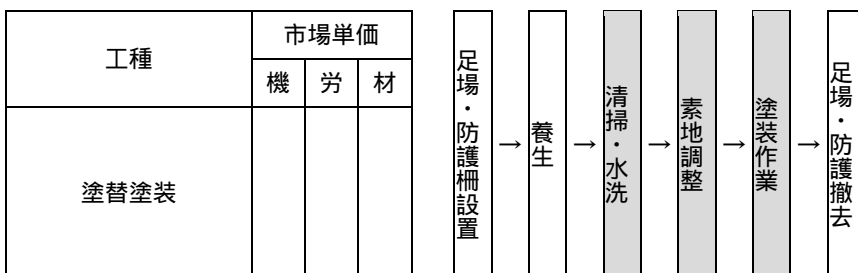 工種
市場単価
機
労
材
塗替塗装
足場・防護柵設置
→
養生
→
清掃・水洗
→
素地調整
→
塗装作業
→
足場・防護撤去